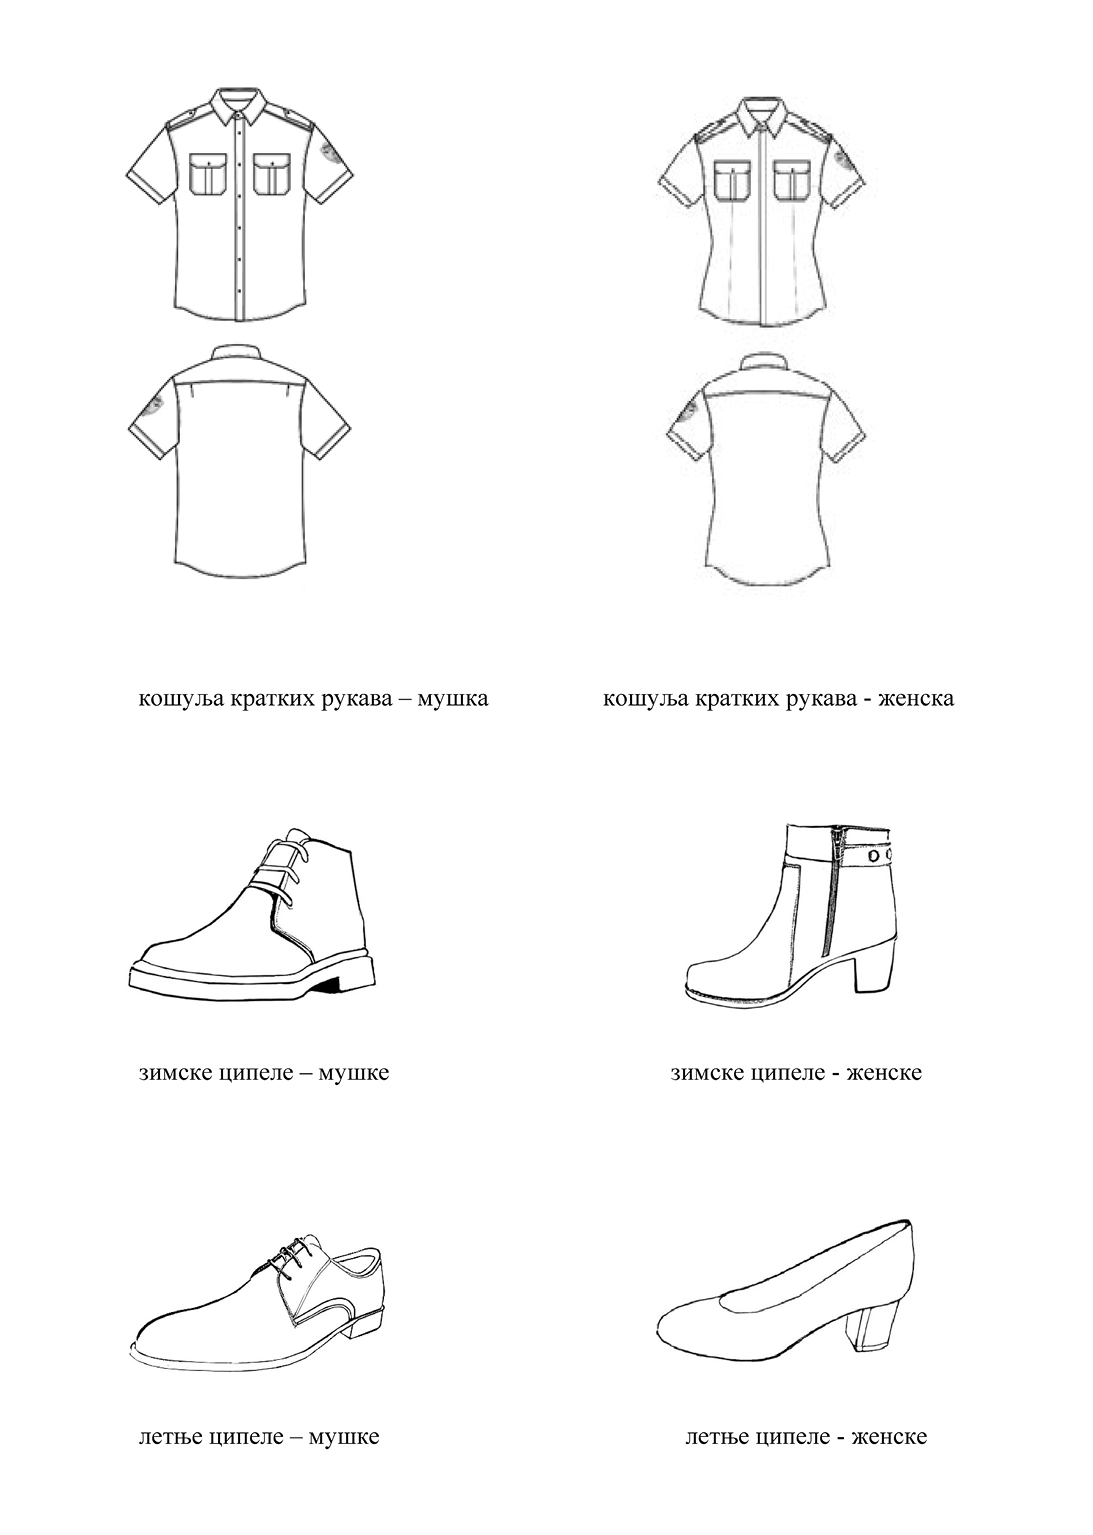 кошуља кратких рукава – мушка
кошуља кратких рукава - женска
зимске ципеле – мушке
зимске ципеле - женске
летње ципеле – мушке
летње ципеле - женске